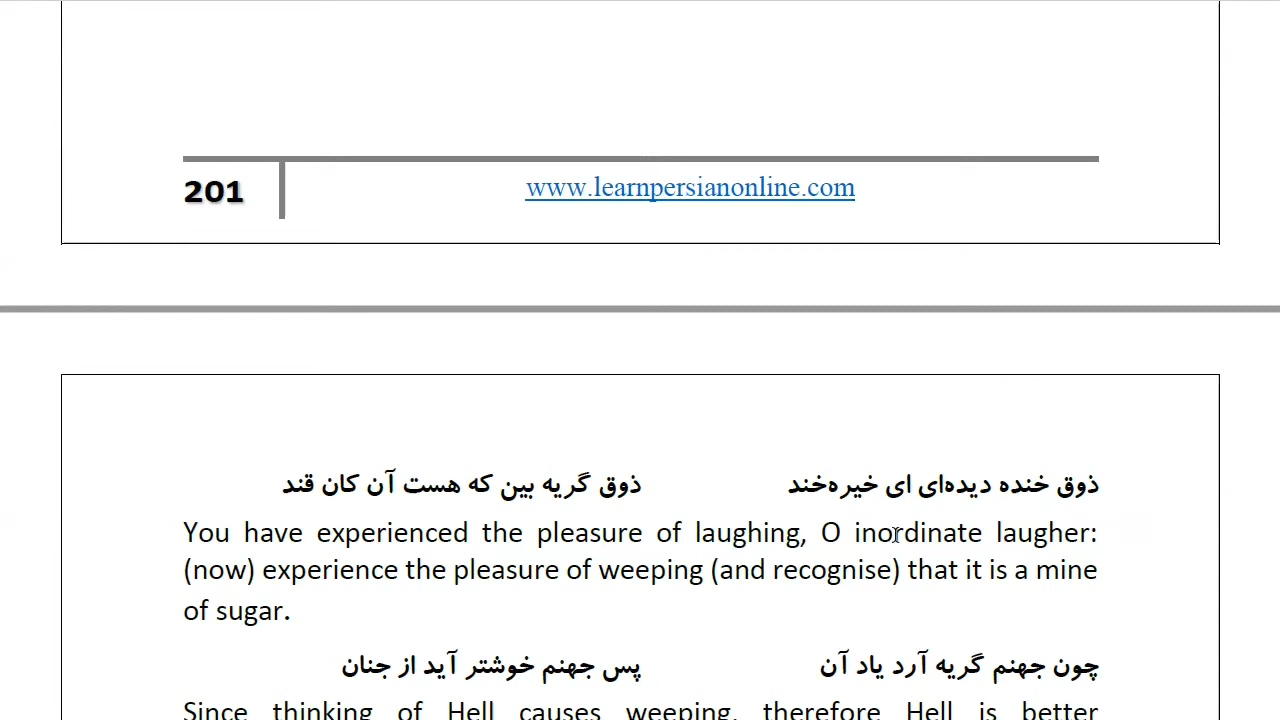 201 www.learnpersianonline.com
ذوق خنده دیده‌ای ای خیره‌خند ذوق گریه بین که هست آن کان قند
You have experienced the pleasure of laughing, O inordinate laugher:
(now) experience the pleasure of weeping (and recognise) that it is a mine
of sugar.
چون جهنم گریه آرد یاد آن پس جهنم خوشتر آید از جنان
Since thinking of Hell causes weeping, therefore Hell is better